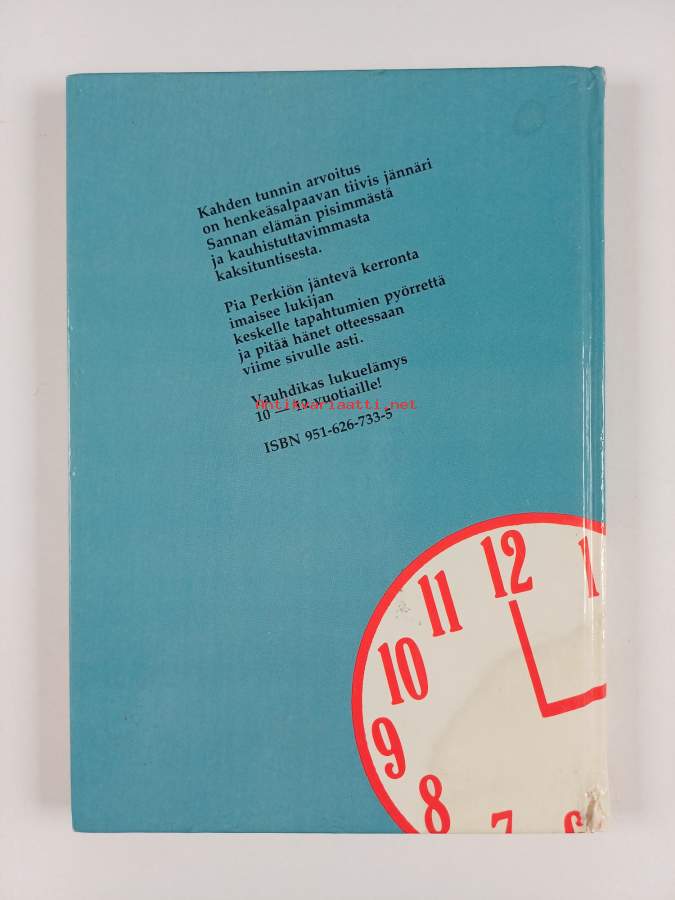 Kahden tunnin arvoitus
on henkeäsalpaavan tiivis jännäri
Sannan elämän pisimmästä
ja kauhistuttavimmasta
kaksituntisesta.
Pia Perkiön jäntevä kerronta
imaisee lukijan
keskelle tapahtumien pyörrettä
ja pitää hänet otteessaan
viime sivulle asti.
Vauhdikas lukuelämys
10 — 12-vuotiaille!
Antikvariaatti.net
ISBN 951-626-733-5
12
1
11
10
9
8
7
6